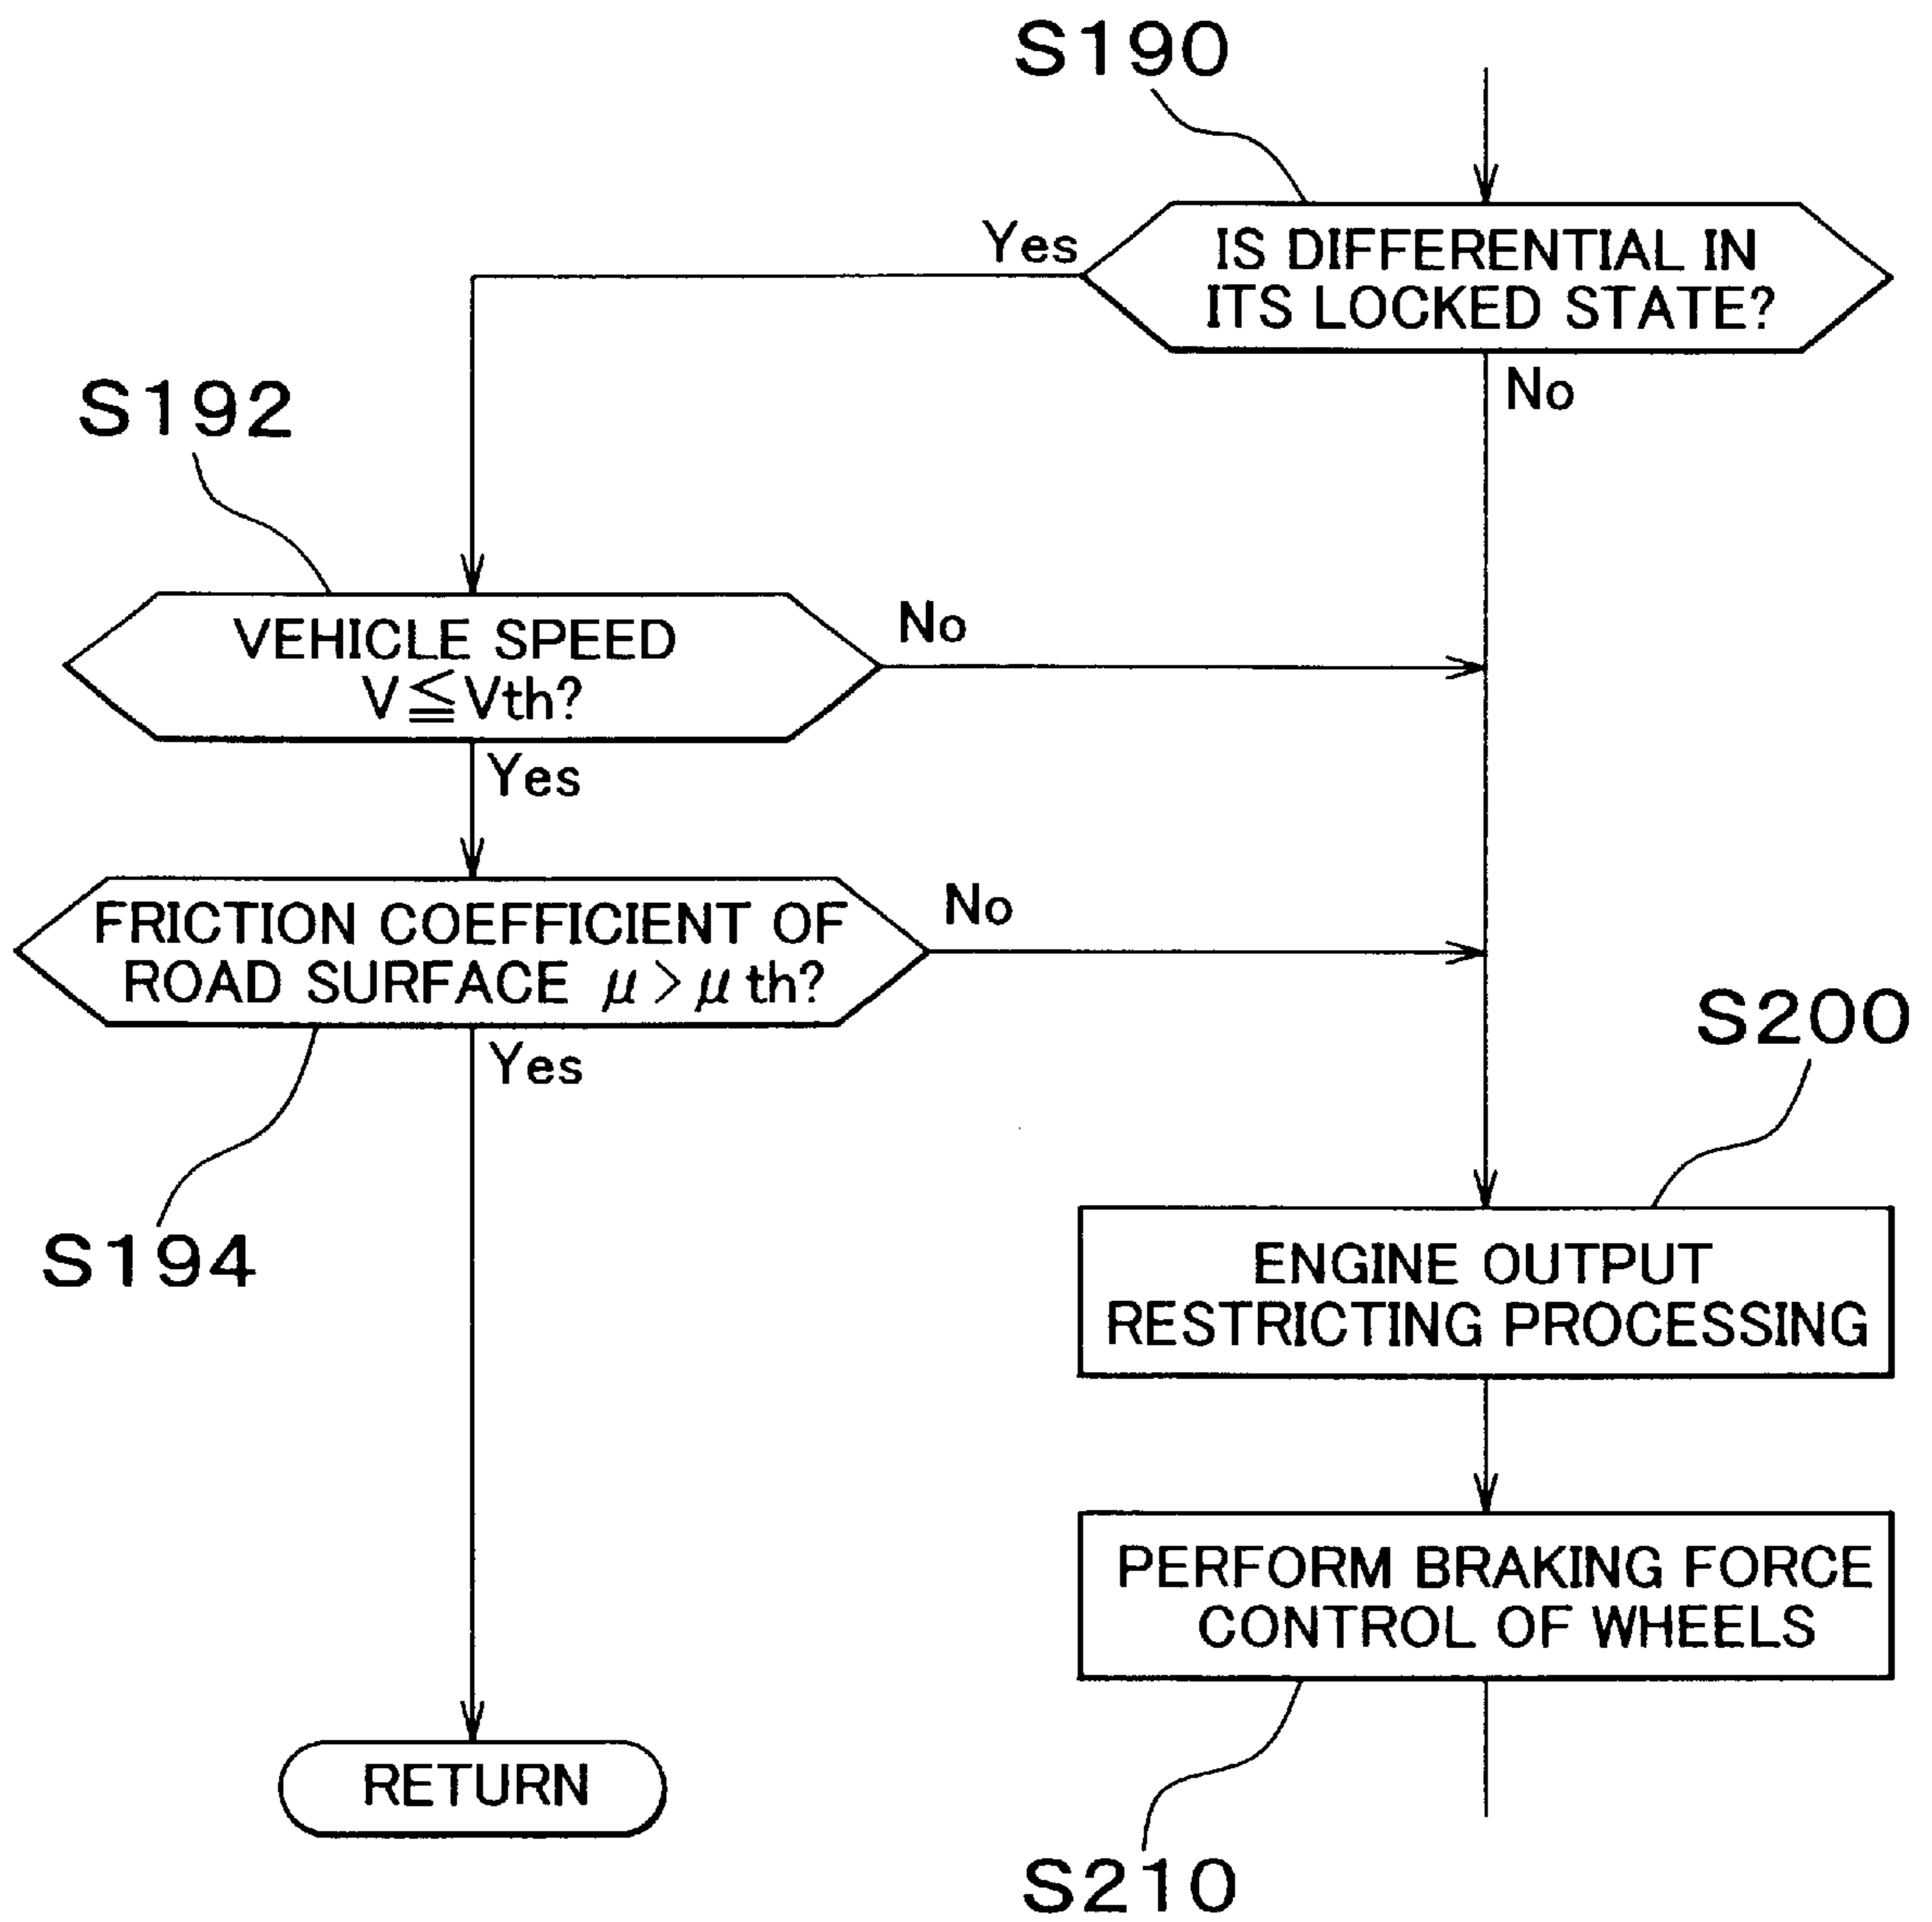 S190
Yes
IS DIFFERENTIAL IN
ITS LOCKED STATE?
No
S192
VEHICLE SPEED
V≦Vth?
No
Yes
FRICTION COEFFICIENT OF
ROAD SURFACE μ>μth?
No
Yes
S194
S200
ENGINE OUTPUT
RESTRICTING PROCESSING
PERFORM BRAKING FORCE
CONTROL OF WHEELS
RETURN
S210